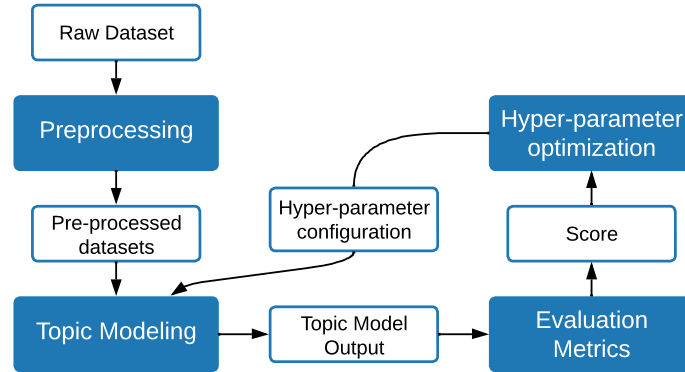 Raw Dataset
Preprocessing
Pre-processed
datasets
Topic Modeling
Hyper-parameter
configuration
Topic Model
Output
Hyper-parameter
optimization
Score
Evaluation
Metrics